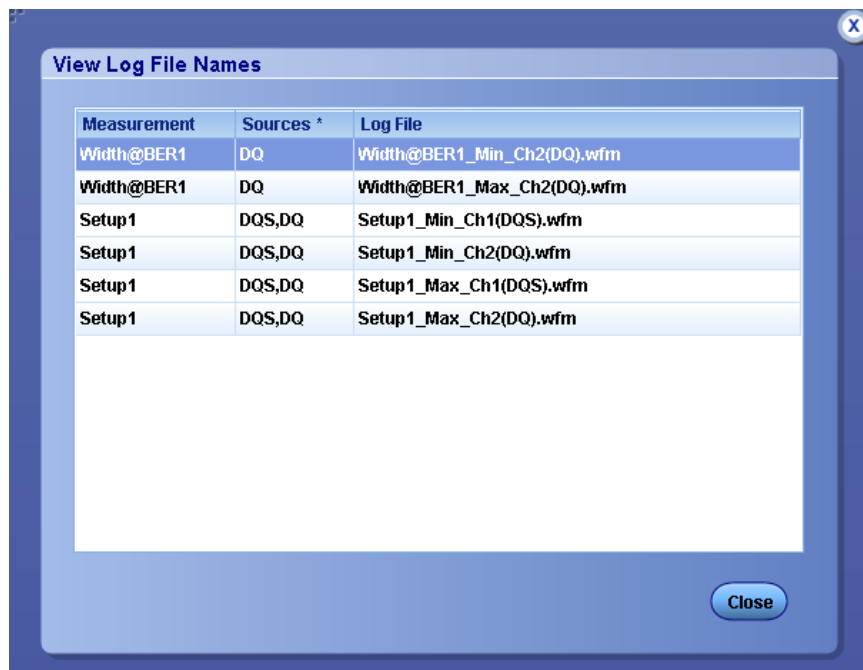 X
View Log File Names
Measurement Sources * Log File
Width@BER1 DQ Width@BER1_Min_Ch2(DQ).wfm
Width@BER1 DQ Width@BER1_Max_Ch2(DQ).wfm
Setup1 DQS,DQ Setup1_Min_Ch1(DQS).wfm
Setup1 DQS,DQ Setup1_Min_Ch2(DQ).wfm
Setup1 DQS,DQ Setup1_Max_Ch1(DQS).wfm
Setup1 DQS,DQ Setup1_Max_Ch2(DQ).wfm
Close